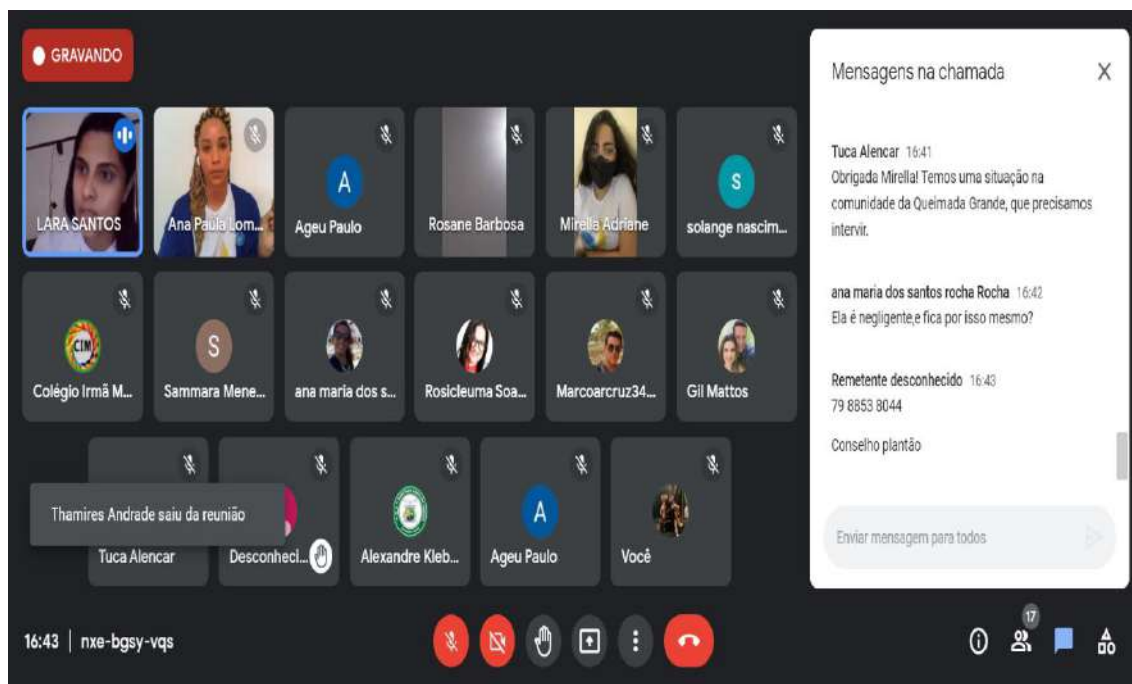 GRAVANDO
LARA SANTOS
Ana Paula Lom...
A
Ageu Paulo
Rosane Barbosa
Mirella Adriane
S
solange nascim...
CIM
Colégio Irmã M...
S
Sammara Mene...
ana maria dos s...
Rosicleuma Soa...
Marcoarcruz34...
Gil Mattos
Thamires Andrade saiu da reunião
Tuca Alencar
Desconheci...
Alexandre Kleb...
A
Ageu Paulo
Você
16:43 | nxe-bgsy-vqs
17
Mensagens na chamada
Tuca Alencar 16:41
Obrigada Mirella! Temos uma situação na
comunidade da Queimada Grande, que precisamos
intervir.
ana maria dos santos rocha Rocha 16:42
Ela é negligente,e fica por isso mesmo?
Remetente desconhecido 16:43
79 8853 8044
Conselho plantão
Enviar mensagem para todos